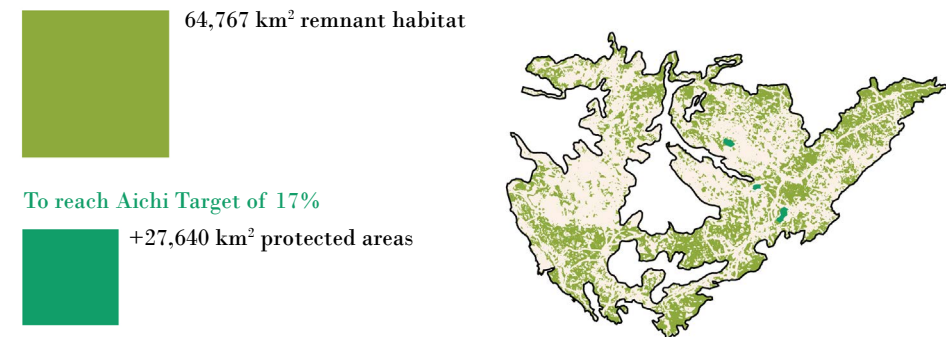 64,767 km² remnant habitat
To reach Aichi Target of 17%
+27,640 km² protected areas